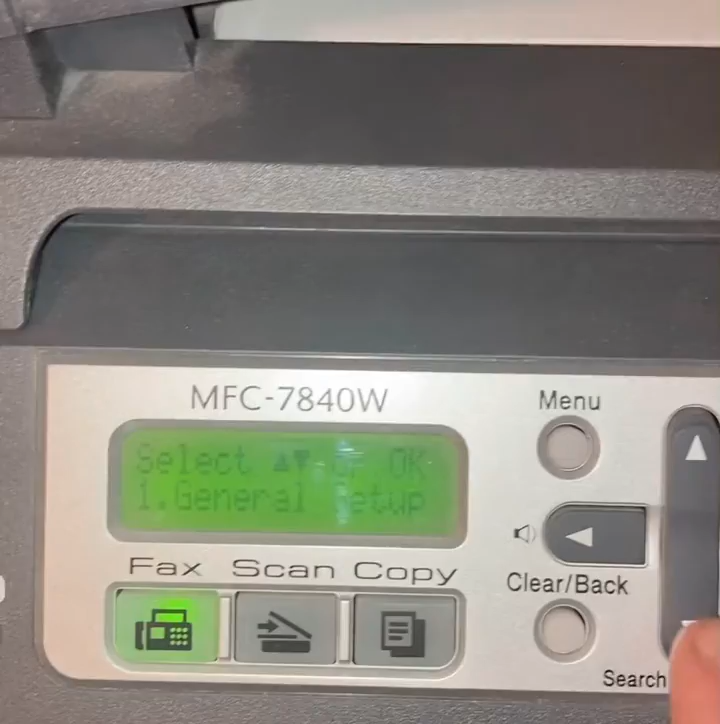 MFC-7840W
Menu
Select ▲▼ or OK
1.General Setup
Fax Scan Copy
Clear/Back
Search